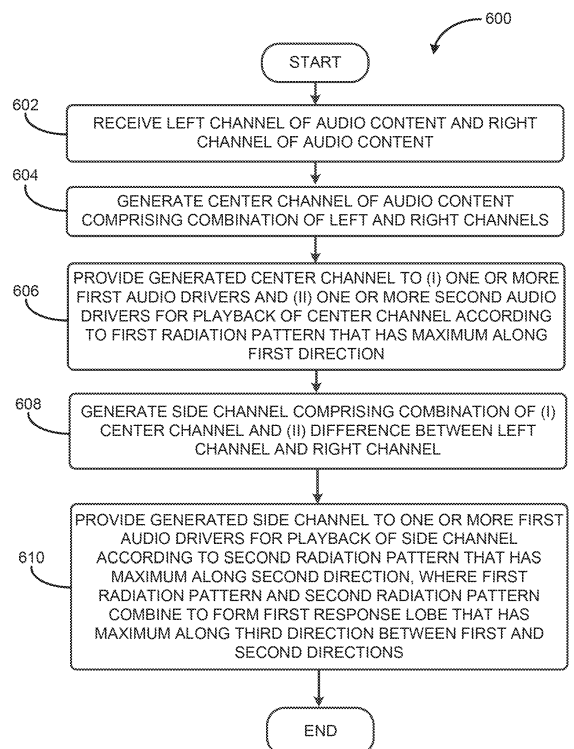 600
START
602
RECEIVE LEFT CHANNEL OF AUDIO CONTENT AND RIGHT
CHANNEL OF AUDIO CONTENT
604
GENERATE CENTER CHANNEL OF AUDIO CONTENT
COMPRISING COMBINATION OF LEFT AND RIGHT CHANNELS
606
PROVIDE GENERATED CENTER CHANNEL TO (I) ONE OR MORE
FIRST AUDIO DRIVERS AND (II) ONE OR MORE SECOND AUDIO
DRIVERS FOR PLAYBACK OF CENTER CHANNEL ACCORDING
TO FIRST RADIATION PATTERN THAT HAS MAXIMUM ALONG
FIRST DIRECTION
608
GENERATE SIDE CHANNEL COMPRISING COMBINATION OF (I)
CENTER CHANNEL AND (II) DIFFERENCE BETWEEN LEFT
CHANNEL AND RIGHT CHANNEL
610
PROVIDE GENERATED SIDE CHANNEL TO ONE OR MORE FIRST
AUDIO DRIVERS FOR PLAYBACK OF SIDE CHANNEL
ACCORDING TO SECOND RADIATION PATTERN THAT HAS
MAXIMUM ALONG SECOND DIRECTION, WHERE FIRST
RADIATION PATTERN AND SECOND RADIATION PATTERN
COMBINE TO FORM FIRST RESPONSE LOBE THAT HAS
MAXIMUM ALONG THIRD DIRECTION BETWEEN FIRST AND
SECOND DIRECTIONS
END